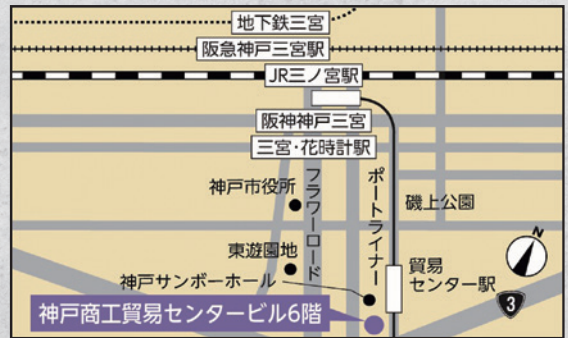 地下鉄三宮
阪急神戸三宮駅
JR三ノ宮駅
阪神神戸三宮
三宮・花時計駅
フラワーロード
ポートライナー
神戸市役所
磯上公園
東遊園地
貿易
センター駅
神戸サンボーホール
神戸商工貿易センタービル6階
N
3